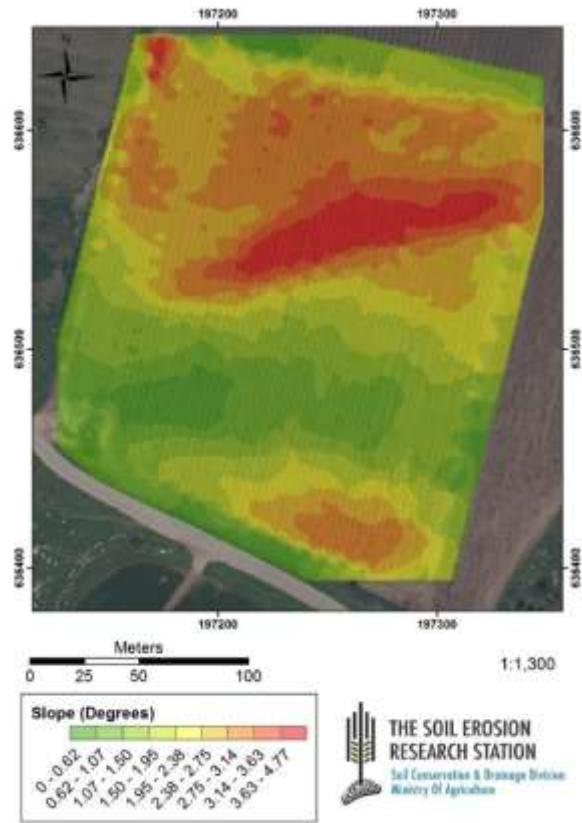 197200 197300
N
636600 636600
636500 636500
636400 636400
197200 197300
Meters
0 25 50 100
1:1,300
Slope (Degrees)
0 - 0.62
0.62 - 1.07
1.07 - 1.50
1.50 - 1.95
1.95 - 2.38
2.38 - 2.75
2.75 - 3.14
3.14 - 3.63
3.63 - 4.77
THE SOIL EROSION
RESEARCH STATION
Soil Conservation & Drainage Division
Ministry Of Agriculture